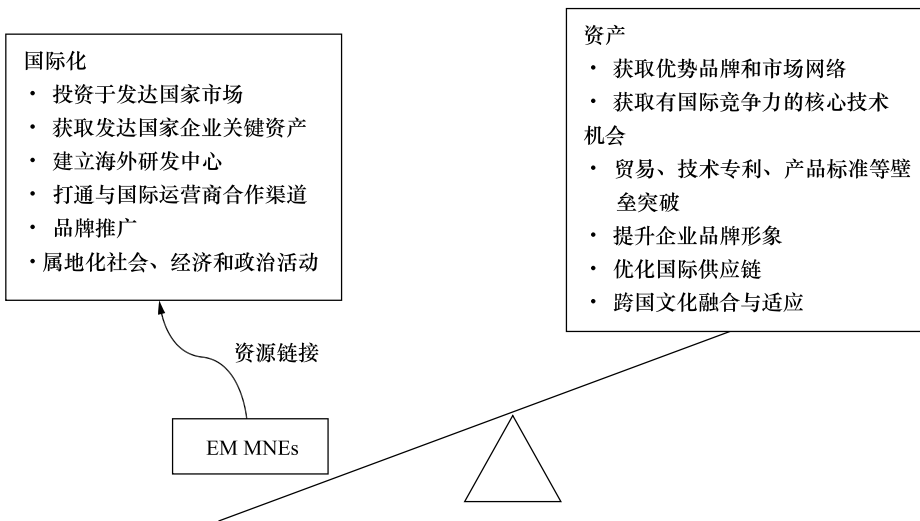 国际化
· 投资于发达国家市场
· 获取发达国家企业关键资产
· 建立海外研发中心
· 打通与国际运营商合作渠道
· 品牌推广
·属地化社会、经济和政治活动
资源链接
EM MNEs
资产
· 获取优势品牌和市场网络
· 获取有国际竞争力的核心技术
机会
· 贸易、技术专利、产品标准等壁
垒突破
· 提升企业品牌形象
· 优化国际供应链
· 跨国文化融合与适应